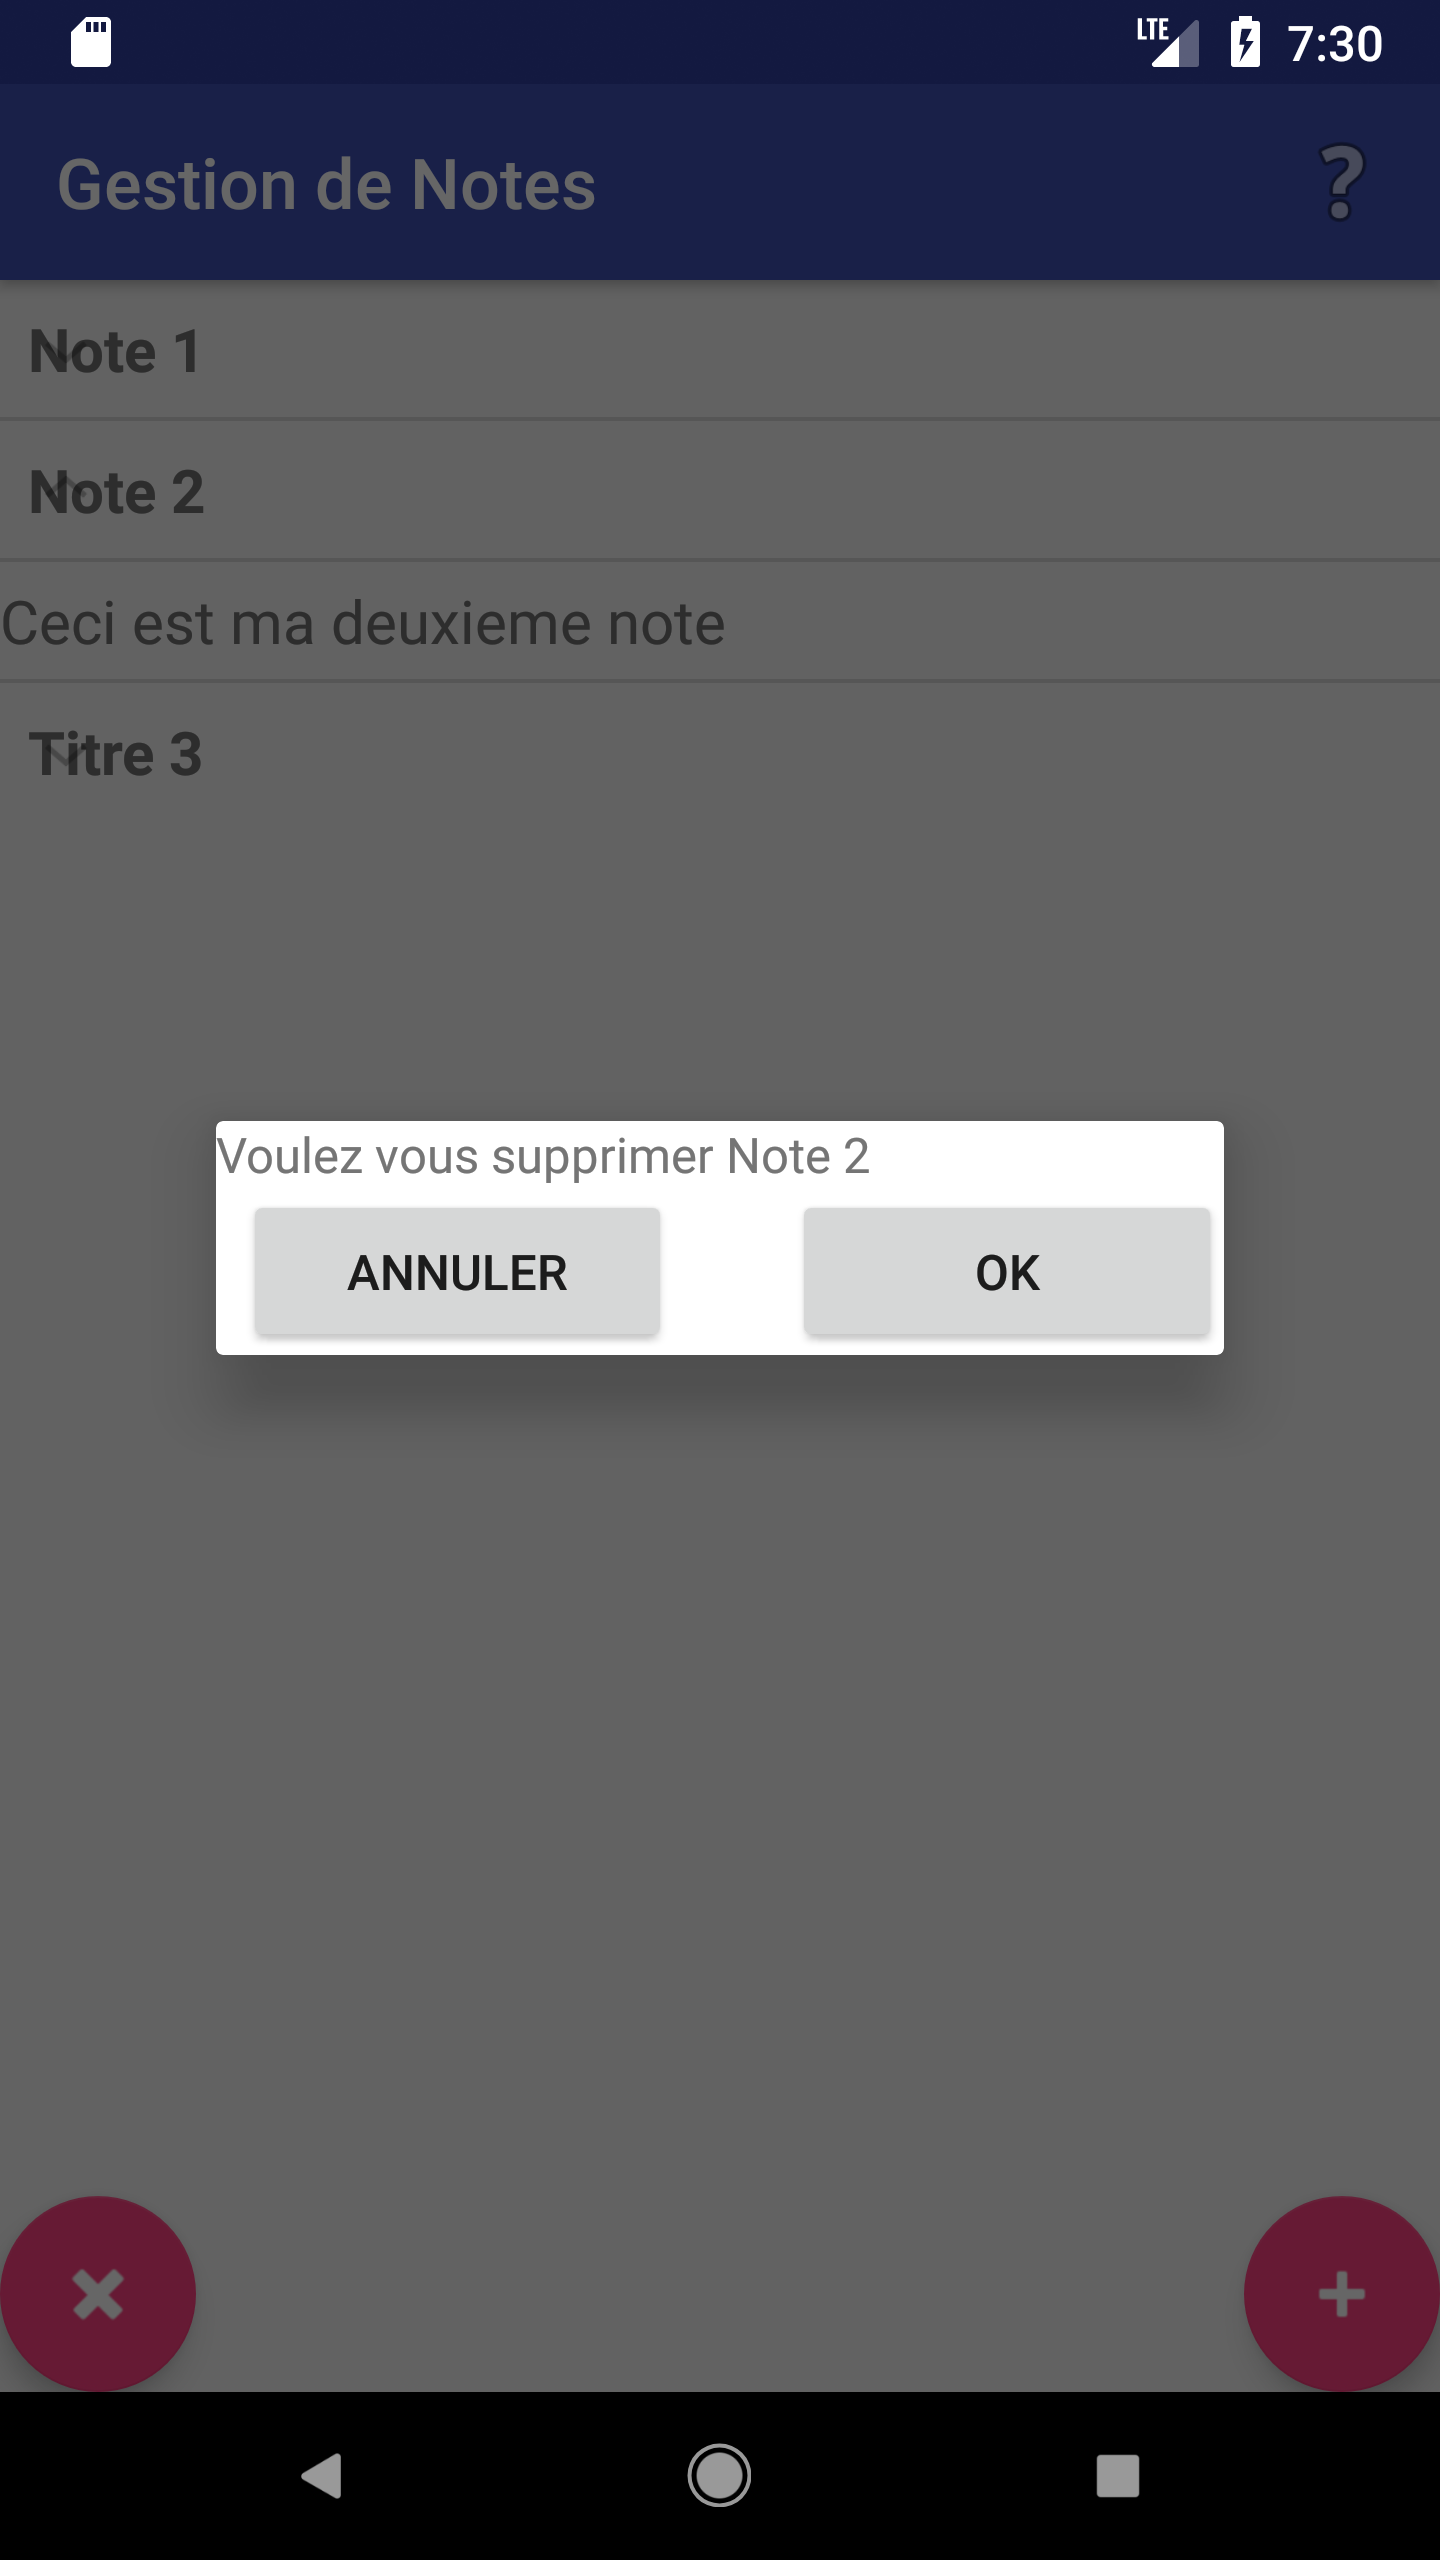 LTE 7:30
Gestion de Notes ?
Note 1
Note 2
Ceci est ma deuxieme note
Titre 3
Voulez vous supprimer Note 2
ANNULER OK